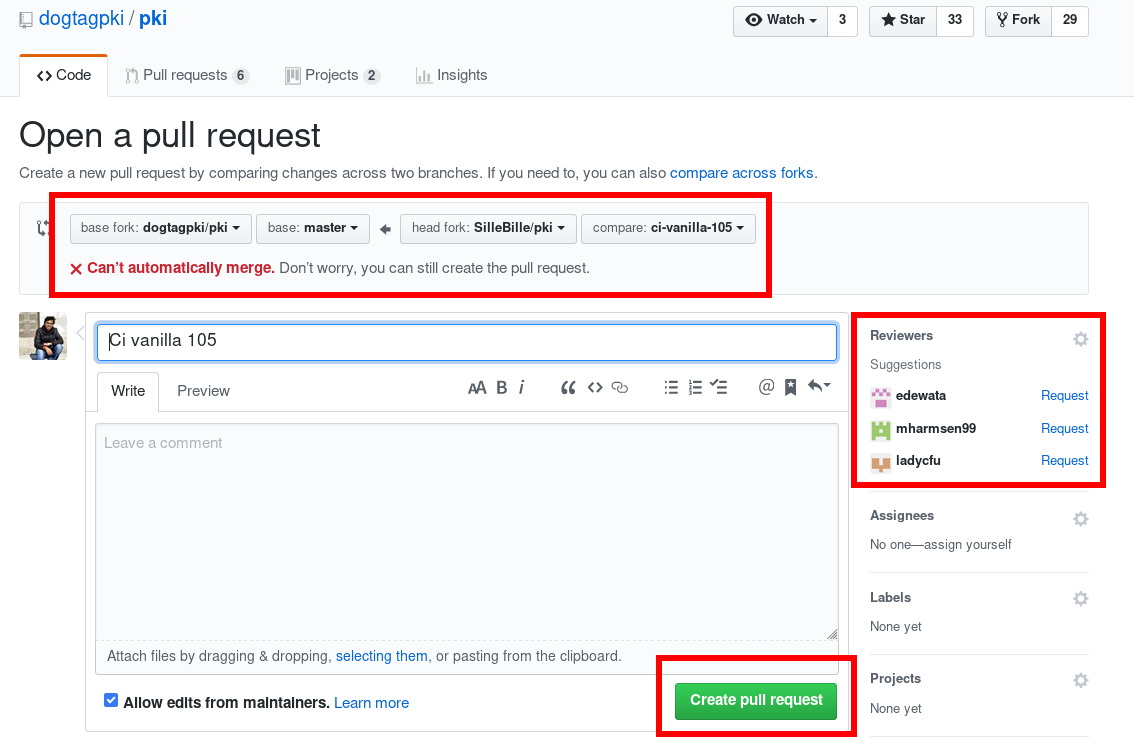 dogtagpki / pki
Watch 3 Star 33 Fork 29
Code Pull requests 6 Projects 2 Insights
Open a pull request
Create a new pull request by comparing changes across two branches. If you need to, you can also compare across forks.
base fork: dogtagpki/pki base: master head fork: SilleBille/pki compare: ci-vanilla-105
Can't automatically merge. Don't worry, you can still create the pull request.
Ci vanilla 105
Write Preview AA B i
Leave a comment
Attach files by dragging & dropping, selecting them, or pasting from the clipboard.
Allow edits from maintainers. Learn more
Create pull request
Reviewers
Suggestions
edewata Request
mharmsen99 Request
ladycfu Request
Assignees
No one—assign yourself
Labels
None yet
Projects
None yet